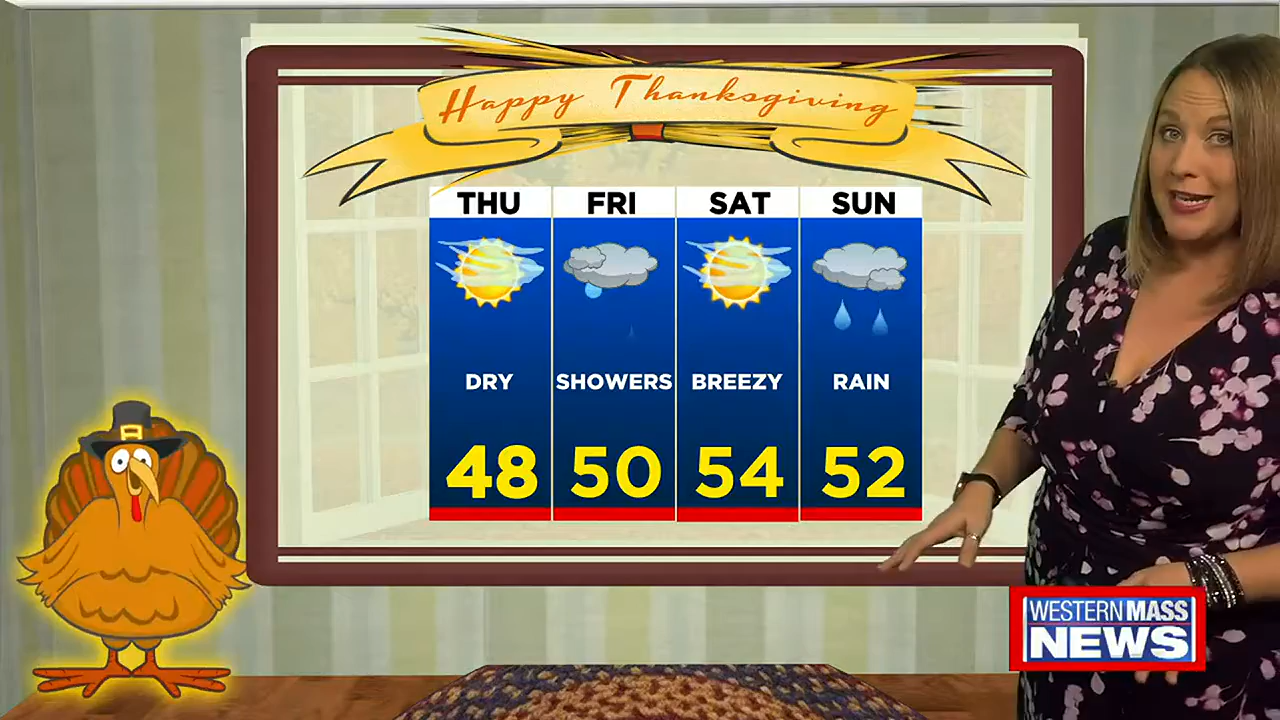 Happy Thanksgiving
THU FRI SAT SUN
DRY SHOWERS BREEZY RAIN
48 50 54 52
WESTERN MASS
NEWS